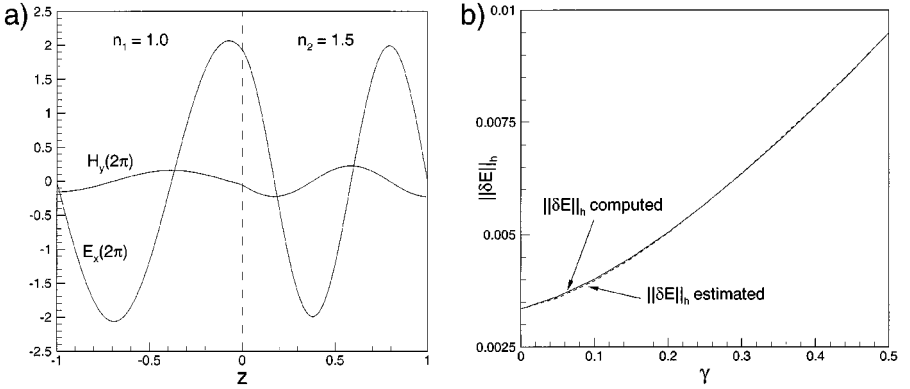 a)
2.5
2
1.5
1
0.5
0
-0.5
-1
-1.5
-2
-2.5
n1 = 1.0
n2 = 1.5
Hy(2π)
Ex(2π)
-1
-0.5
0
0.5
1
z
b)
0.01
0.0075
0.005
0.0025
||δE||h
||δE||h computed
||δE||h estimated
0
0.1
0.2
0.3
0.4
0.5
γ